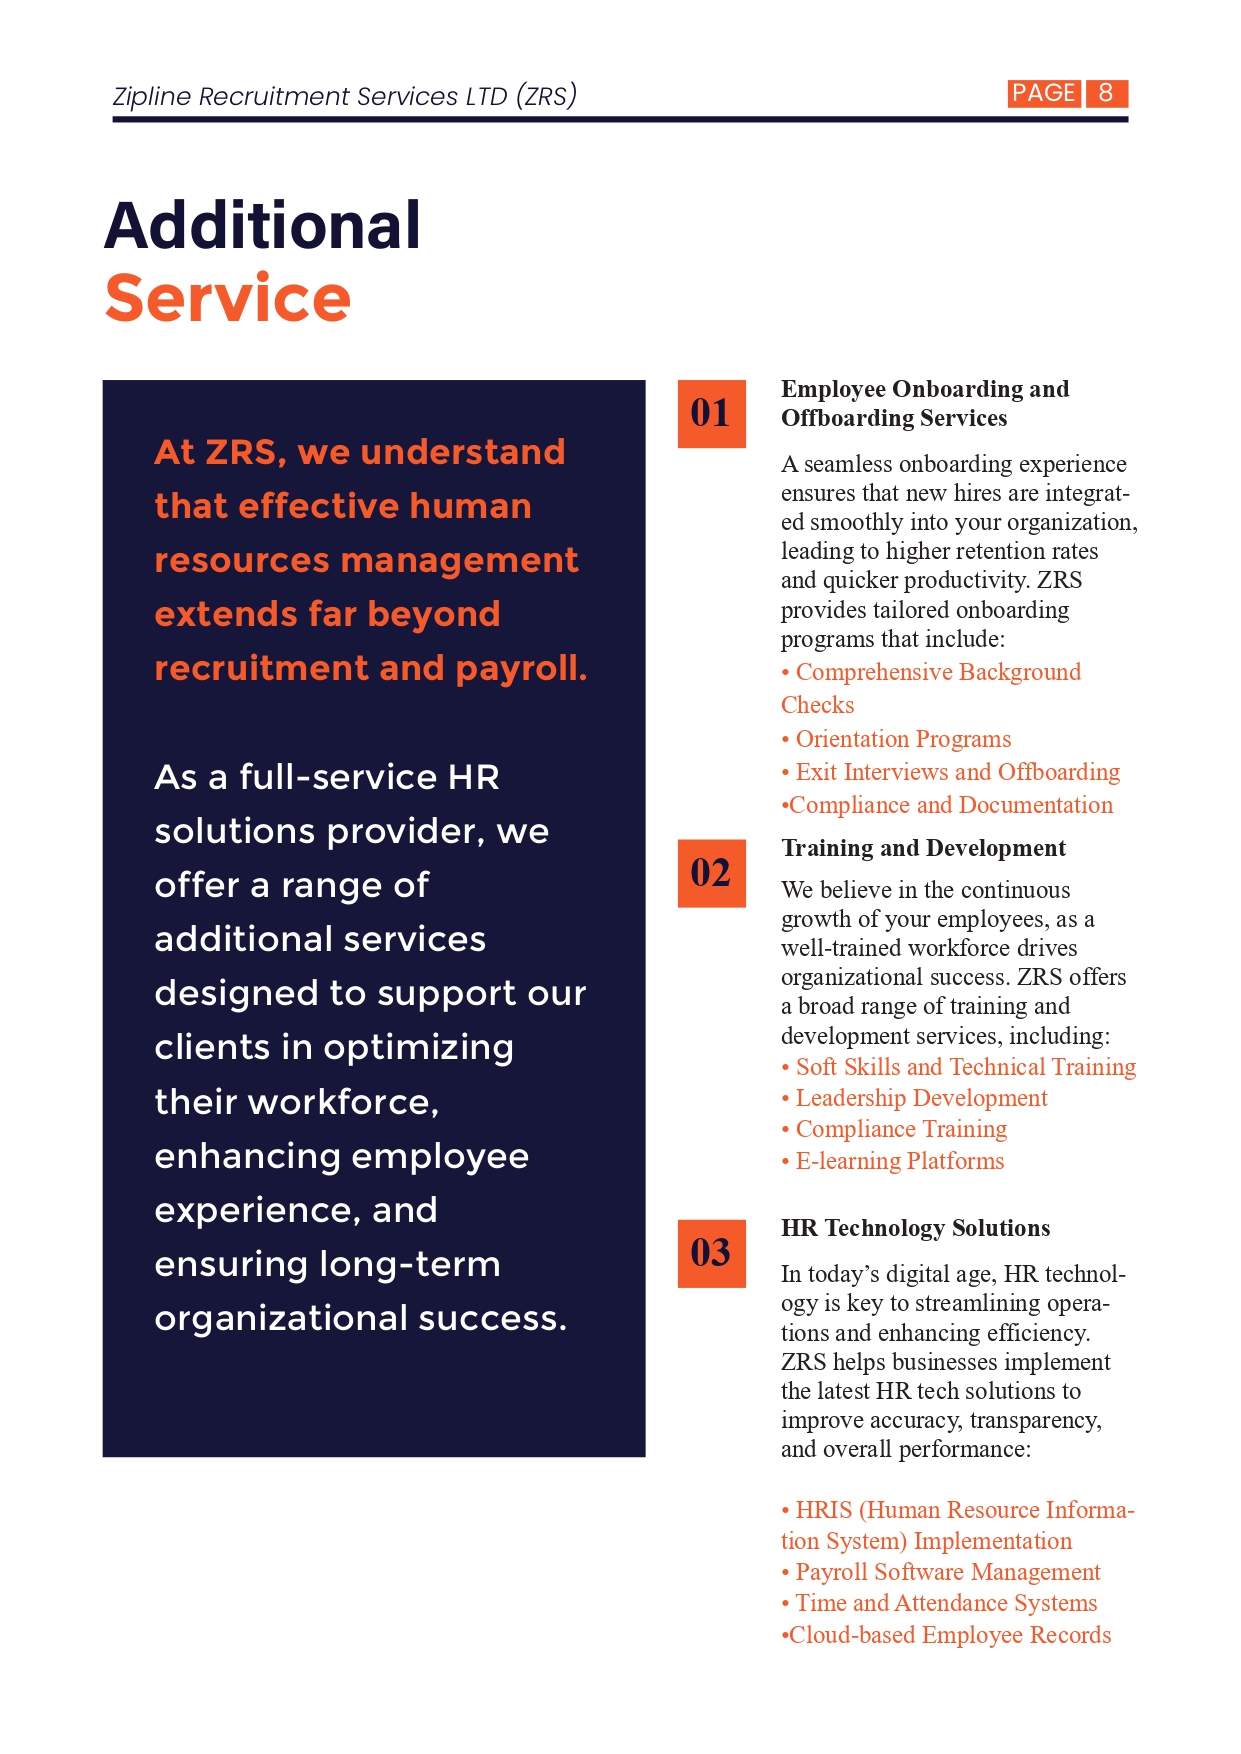 Zipline Recruitment Services LTD (ZRS)
PAGE 8
Additional
Service
At ZRS, we understand
that effective human
resources management
extends far beyond
recruitment and payroll.
As a full-service HR
solutions provider, we
offer a range of
additional services
designed to support our
clients in optimizing
their workforce,
enhancing employee
experience, and
ensuring long-term
organizational success.
01
Employee Onboarding and
Offboarding Services
A seamless onboarding experience
ensures that new hires are integrat-
ed smoothly into your organization,
leading to higher retention rates
and quicker productivity. ZRS
provides tailored onboarding
programs that include:
• Comprehensive Background
Checks
• Orientation Programs
• Exit Interviews and Offboarding
•Compliance and Documentation
02
Training and Development
We believe in the continuous
growth of your employees, as a
well-trained workforce drives
organizational success. ZRS offers
a broad range of training and
development services, including:
• Soft Skills and Technical Training
• Leadership Development
• Compliance Training
• E-learning Platforms
03
HR Technology Solutions
In today’s digital age, HR technol-
ogy is key to streamlining opera-
tions and enhancing efficiency.
ZRS helps businesses implement
the latest HR tech solutions to
improve accuracy, transparency,
and overall performance:
• HRIS (Human Resource Informa-
tion System) Implementation
• Payroll Software Management
• Time and Attendance Systems
•Cloud-based Employee Records